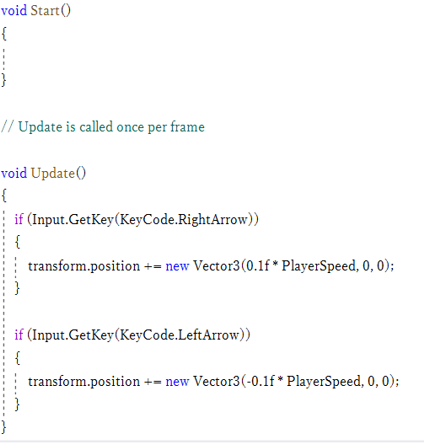 void Start()
{
}
// Update is called once per frame
void Update()
{
if (Input.GetKey(KeyCode.RightArrow))
{
transform.position += new Vector3(0.1f * PlayerSpeed, 0, 0);
}
if (Input.GetKey(KeyCode.LeftArrow))
{
transform.position += new Vector3(-0.1f * PlayerSpeed, 0, 0);
}
}